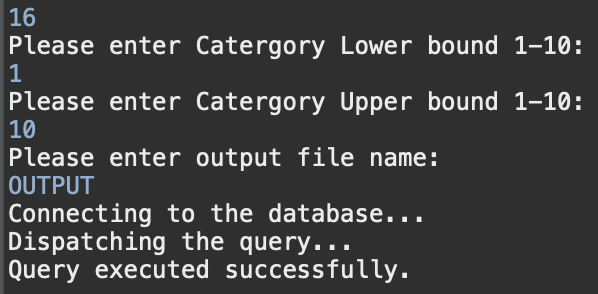 16
Please enter Catergory Lower bound 1-10:
1
Please enter Catergory Upper bound 1-10:
10
Please enter output file name:
OUTPUT
Connecting to the database...
Dispatching the query...
Query executed successfully.